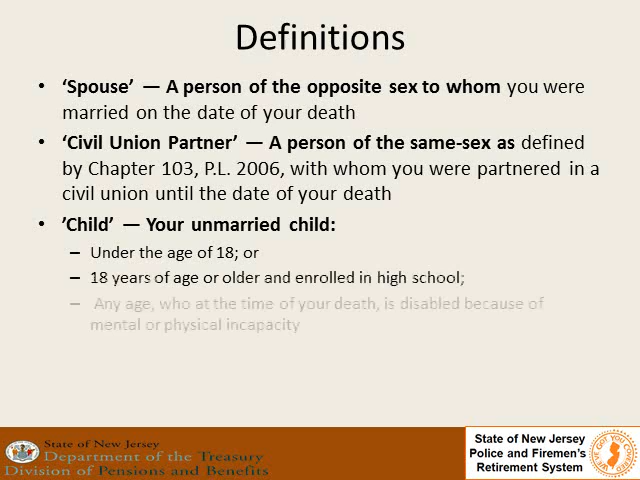 Definitions
• ‘Spouse’ — A person of the opposite sex to whom you were
married on the date of your death
• ‘Civil Union Partner’ — A person of the same-sex as defined
by Chapter 103, P.L. 2006, with whom you were partnered in a
civil union until the date of your death
• ’Child’ — Your unmarried child:
– Under the age of 18; or
– 18 years of age or older and enrolled in high school;
– Any age, who at the time of your death, is disabled because of
mental or physical incapacity
State of New Jersey
Department of the Treasury
Division of Pensions and Benefits
State of New Jersey
Police and Firemen's
Retirement System
WE'VE GOT YOU COVERED